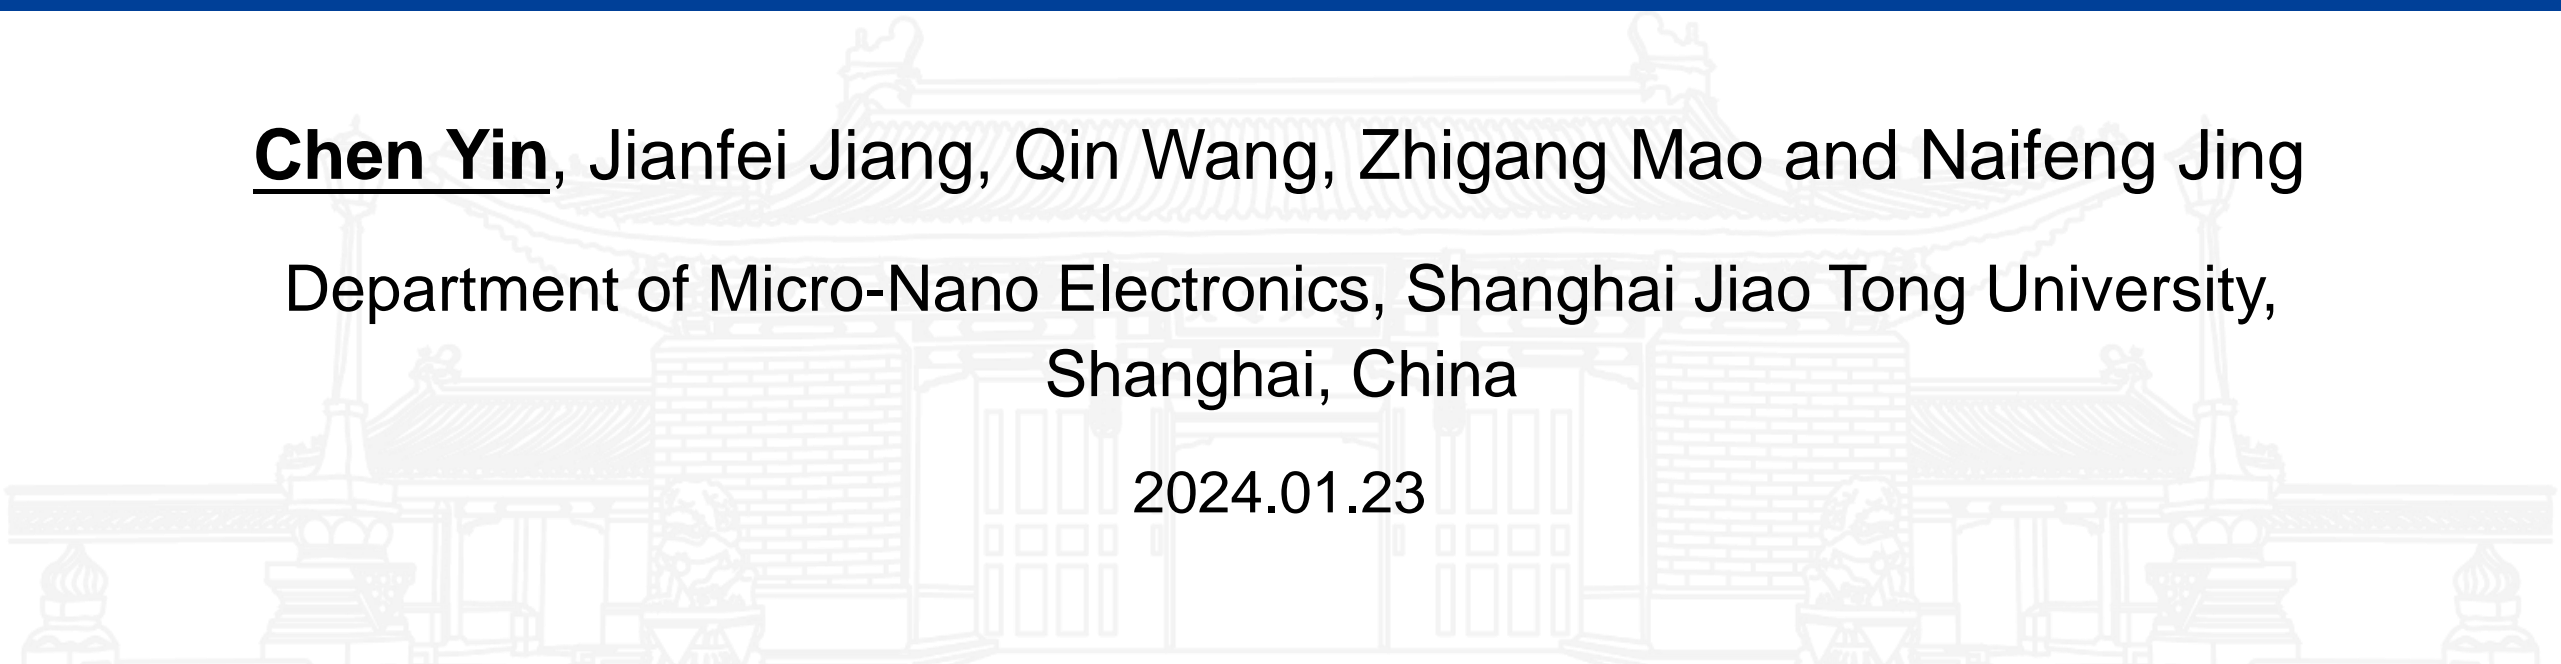 Chen Yin, Jianfei Jiang, Qin Wang, Zhigang Mao and Naifeng Jing
Department of Micro-Nano Electronics, Shanghai Jiao Tong University,
Shanghai, China
2024.01.23